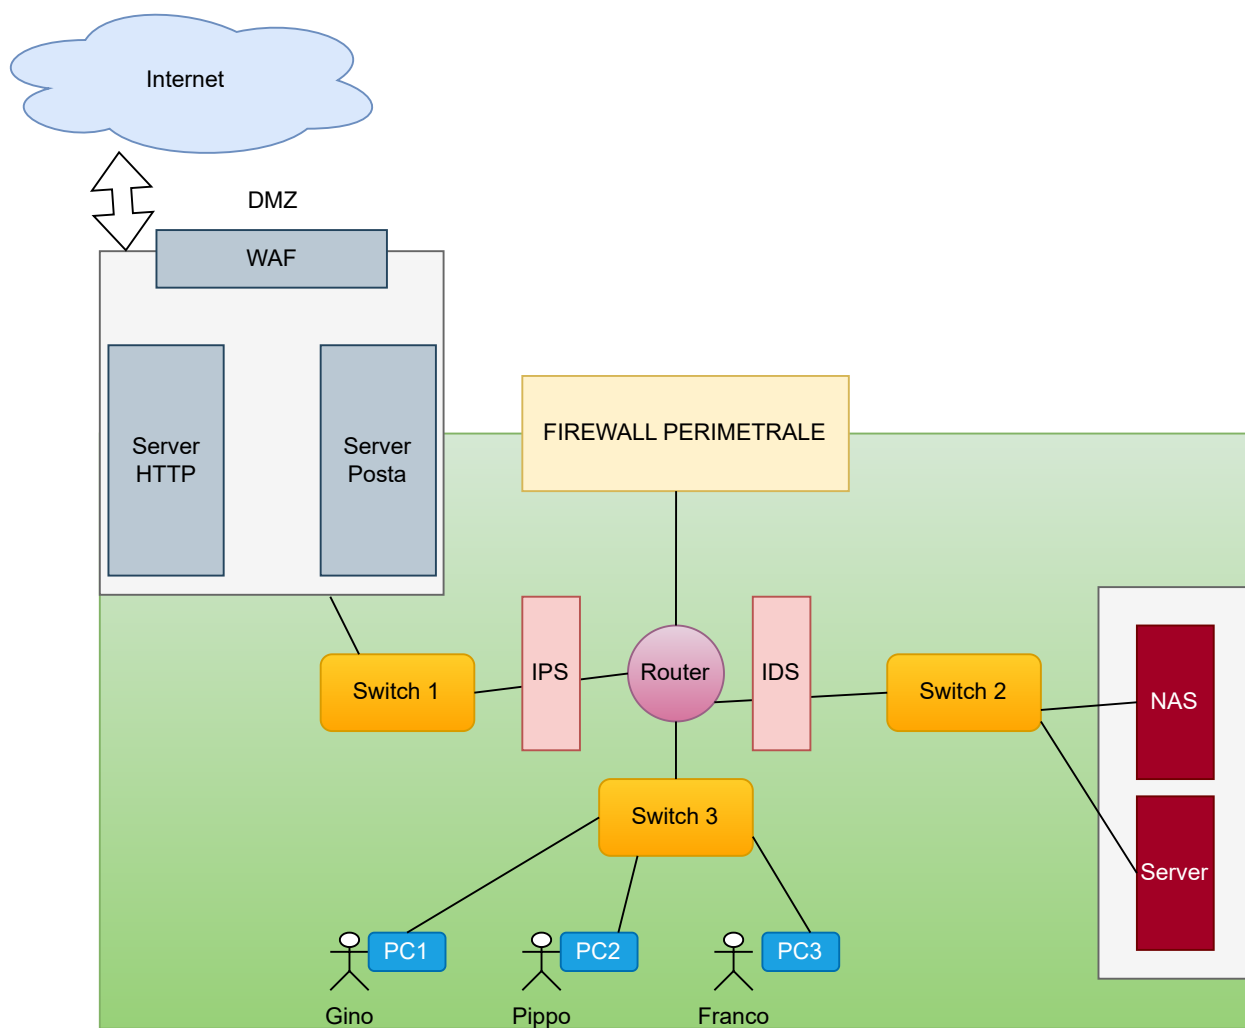 Internet
DMZ
WAF
Server
HTTP
Server
Posta
FIREWALL PERIMETRALE
Switch 1
IPS
Router
IDS
Switch 2
NAS
Switch 3
Server
PC1
PC2
PC3
Gino
Pippo
Franco